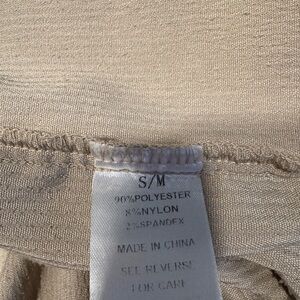 S/M
90%POLYESTER
8%NYLON
2%SPANDEX
MADE IN CHINA
SEE REVERSE
FOR CARE